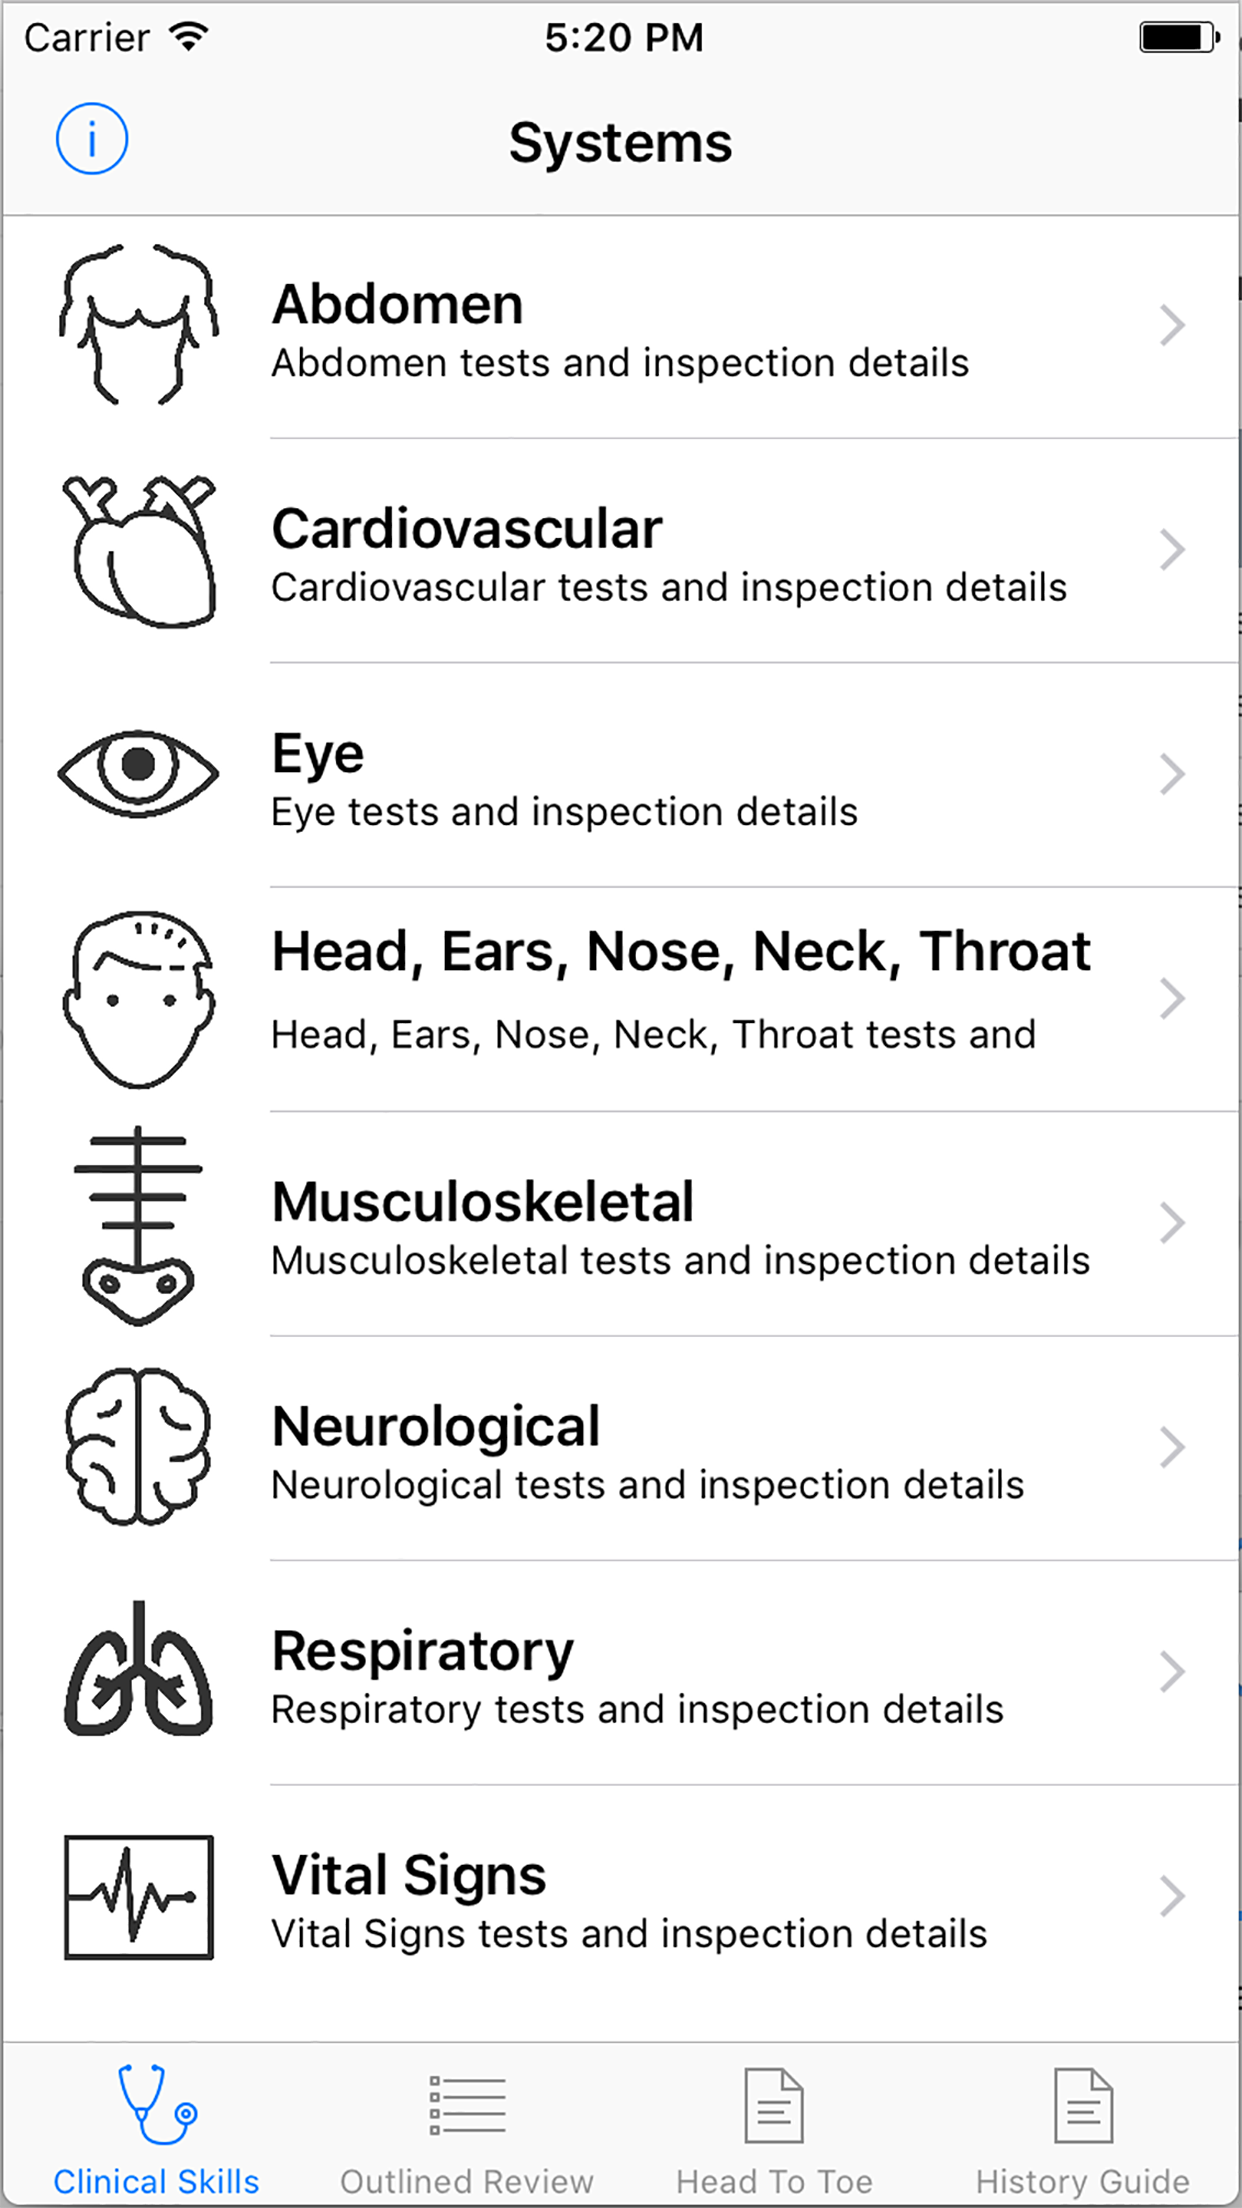 Carrier 5:20 PM
i
Systems
Abdomen
Abdomen tests and inspection details
Cardiovascular
Cardiovascular tests and inspection details
Eye
Eye tests and inspection details
Head, Ears, Nose, Neck, Throat
Head, Ears, Nose, Neck, Throat tests and
Musculoskeletal
Musculoskeletal tests and inspection details
Neurological
Neurological tests and inspection details
Respiratory
Respiratory tests and inspection details
Vital Signs
Vital Signs tests and inspection details
Clinical Skills Outlined Review Head To Toe History Guide